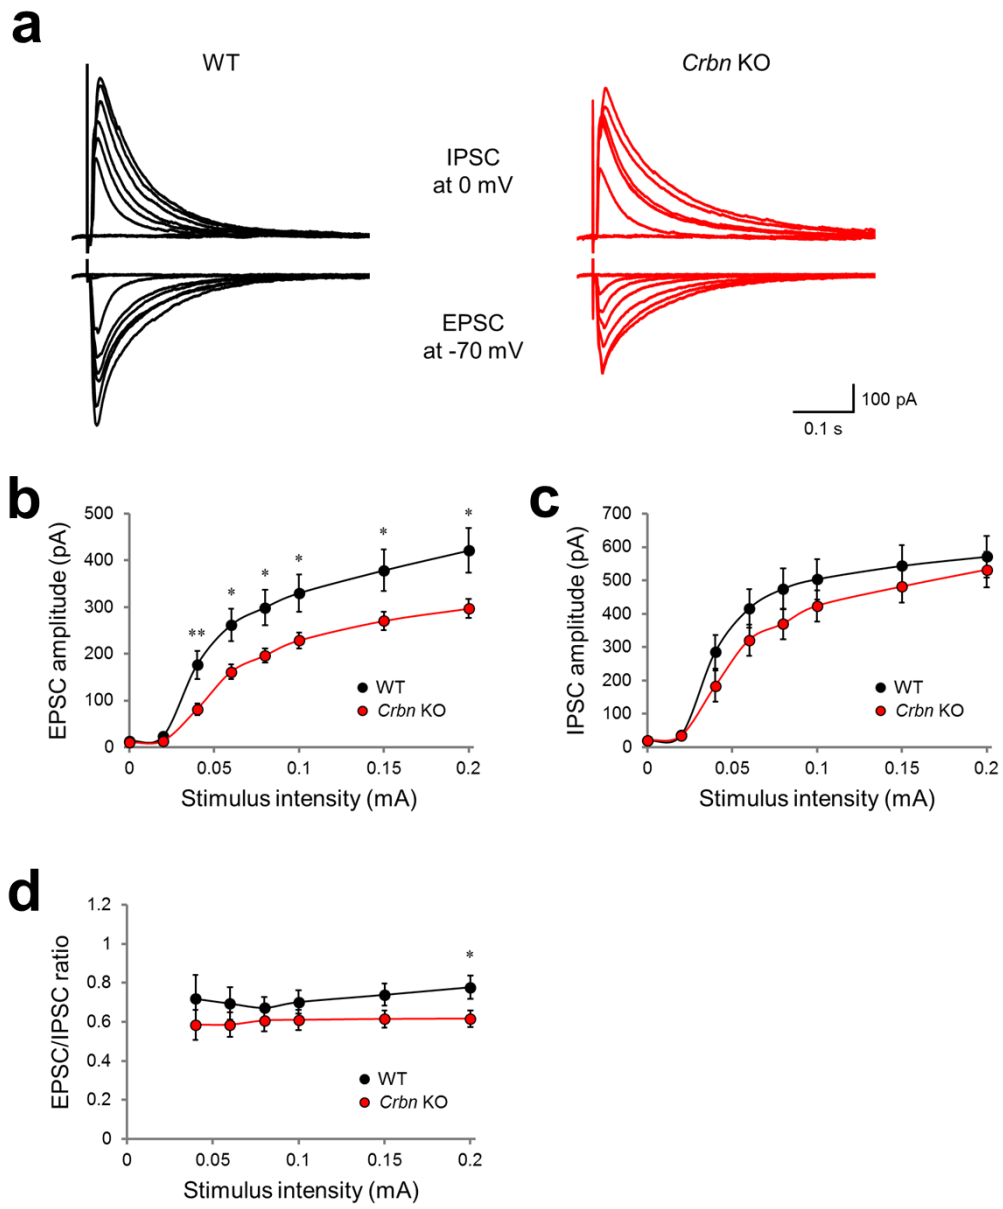 a
WT
Crbn KO
IPSC
at 0 mV
EPSC
at -70 mV
100 pA
0.1 s
b
EPSC amplitude (pA)
500
400
300
200
100
0
**
*
*
*
*
*
WT
Crbn KO
0
0.05
0.1
0.15
0.2
Stimulus intensity (mA)
c
IPSC amplitude (pA)
700
600
500
400
300
200
100
0
WT
Crbn KO
0
0.05
0.1
0.15
0.2
Stimulus intensity (mA)
d
EPSC/IPSC ratio
1.2
1
0.8
0.6
0.4
0.2
0
*
WT
Crbn KO
0
0.05
0.1
0.15
0.2
Stimulus intensity (mA)